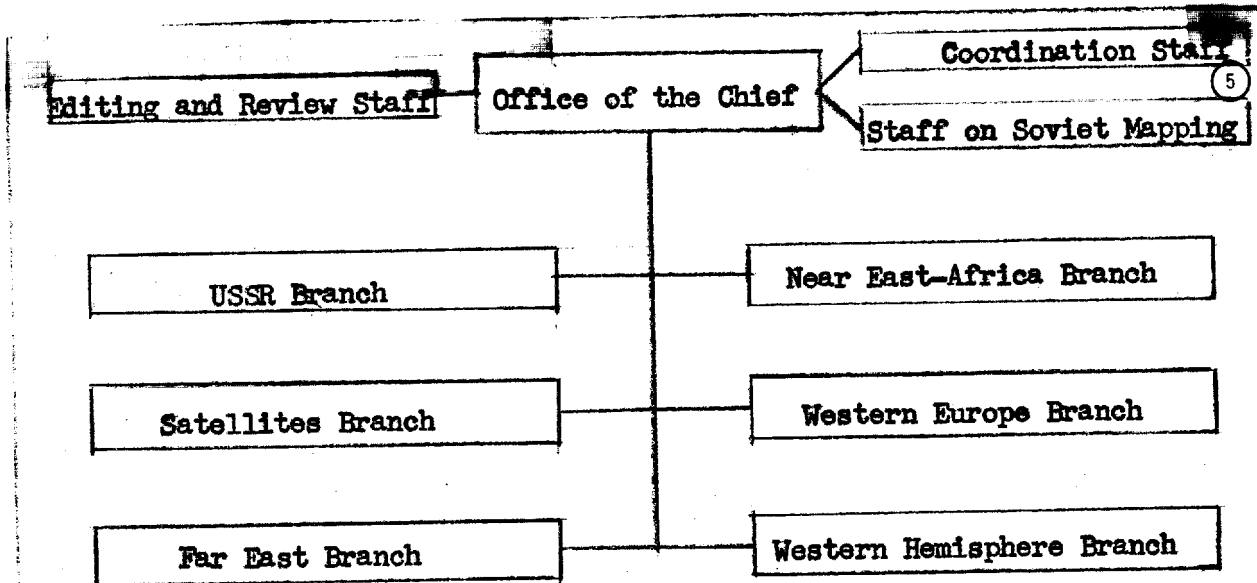 Coordination Staff
5
Editing and Review Staff
Office of the Chief
Staff on Soviet Mapping
USSR Branch
Near East-Africa Branch
Satellites Branch
Western Europe Branch
Far East Branch
Western Hemisphere Branch